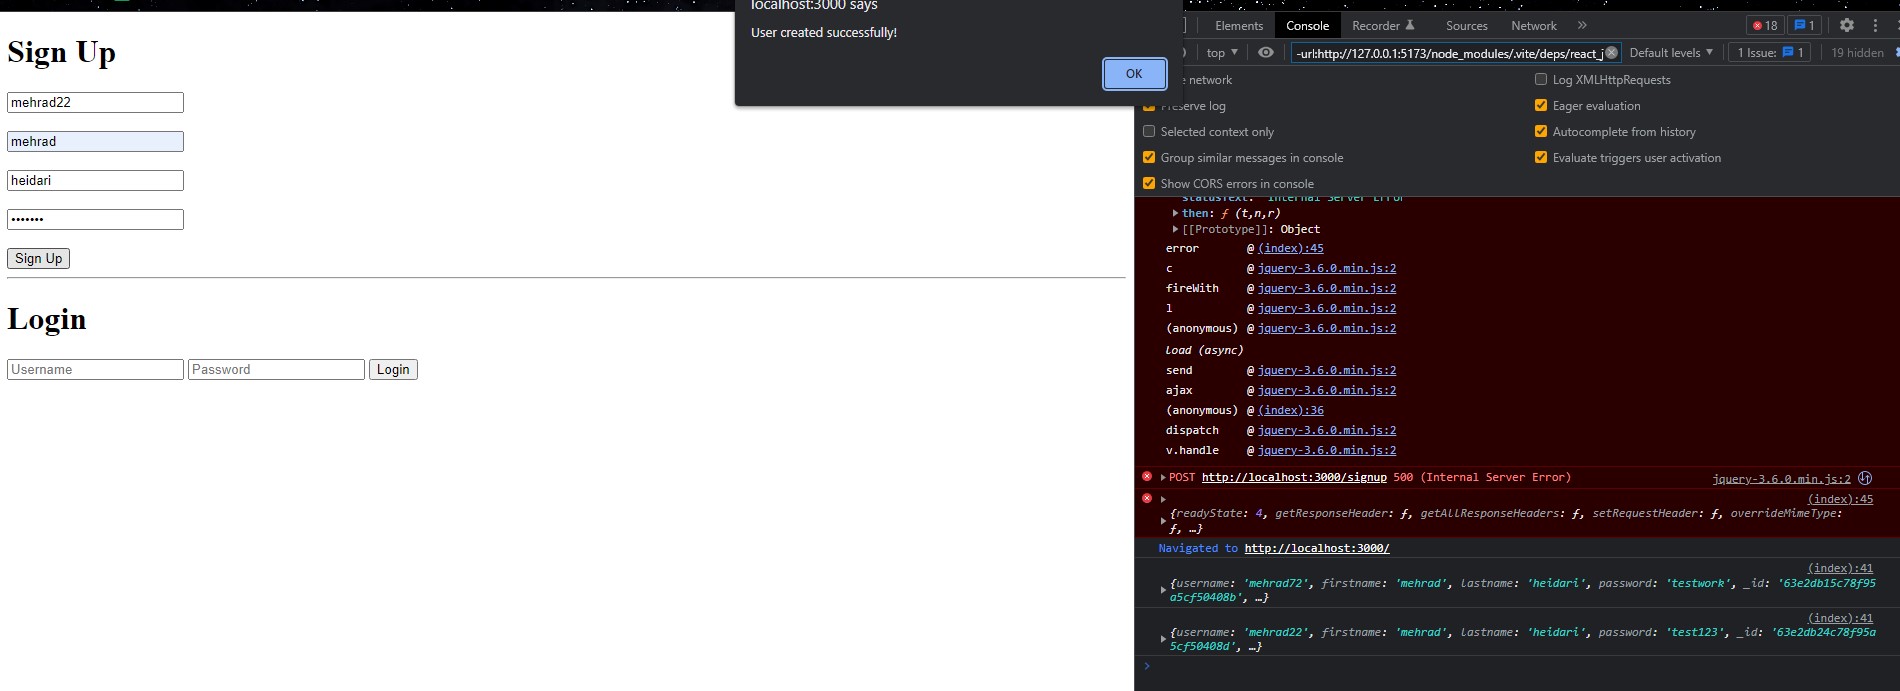 localhost:3000 says
User created successfully!
OK
Sign Up
mehrad22
mehrad
heidari
•••••••
Sign Up
Login
Username Password Login
Elements Console Recorder Sources Network »
18 1
top ▼ -url:http://127.0.0.1:5173/node_modules/.vite/deps/react_j Default levels ▼ 1 Issue: 1 19 hidden
network Log XMLHttpRequests
Preserve log Eager evaluation
Selected context only Autocomplete from history
Group similar messages in console Evaluate triggers user activation
Show CORS errors in console
statusText: "Internal Server Error"
then: ƒ (t,n,r)
[[Prototype]]: Object
error @ (index):45
c @ jquery-3.6.0.min.js:2
fireWith @ jquery-3.6.0.min.js:2
l @ jquery-3.6.0.min.js:2
(anonymous) @ jquery-3.6.0.min.js:2
load (async)
send @ jquery-3.6.0.min.js:2
ajax @ jquery-3.6.0.min.js:2
(anonymous) @ (index):36
dispatch @ jquery-3.6.0.min.js:2
v.handle @ jquery-3.6.0.min.js:2
POST http://localhost:3000/signup 500 (Internal Server Error) jquery-3.6.0.min.js:2
(index):45
{readyState: 4, getResponseHeader: ƒ, getAllResponseHeaders: ƒ, setRequestHeader: ƒ, overrideMimeType:
ƒ, …}
Navigated to http://localhost:3000/
(index):41
{username: 'mehrad72', firstname: 'mehrad', lastname: 'heidari', password: 'testwork', _id: '63e2db15c78f95
a5cf50408b', …}
(index):41
{username: 'mehrad22', firstname: 'mehrad', lastname: 'heidari', password: 'test123', _id: '63e2db24c78f95a
5cf50408d', …}